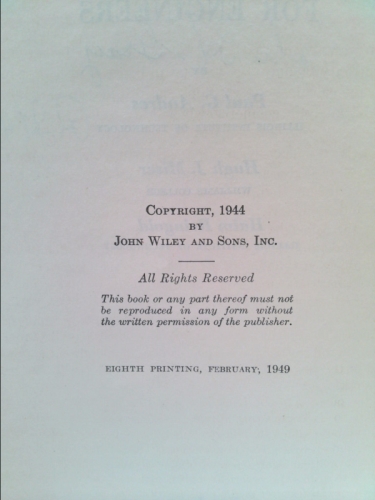 COPYRIGHT, 1944
BY
JOHN WILEY AND SONS, INC.
All Rights Reserved
This book or any part thereof must not
be reproduced in any form without
the written permission of the publisher.
EIGHTH PRINTING, FEBRUARY, 1949